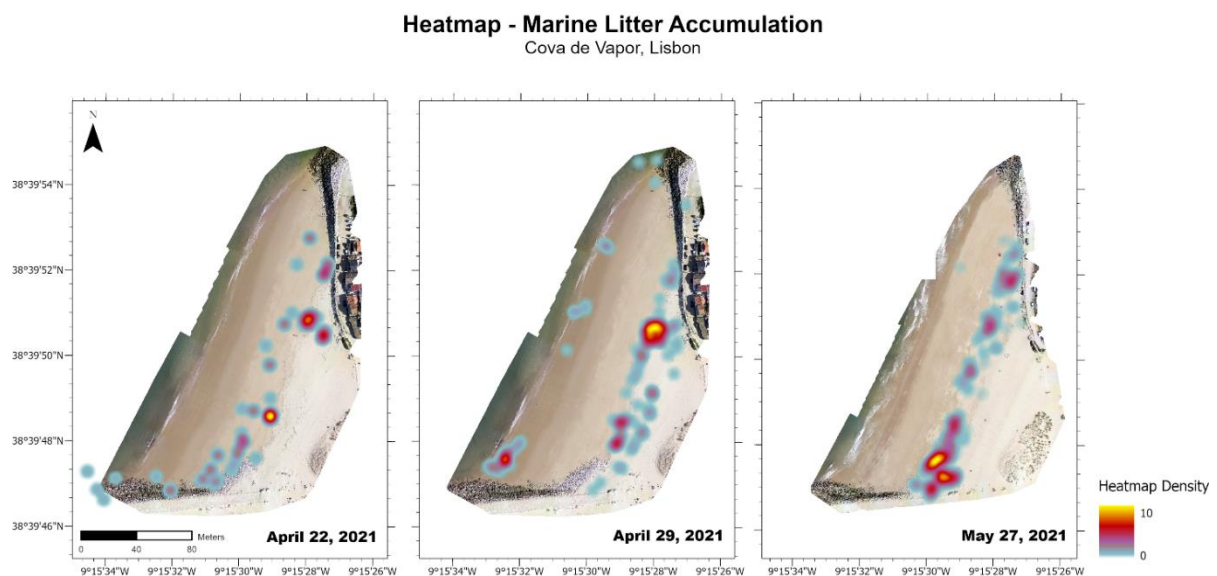 Heatmap - Marine Litter Accumulation
Cova de Vapor, Lisbon
N
38°39'54"N
38°39'52"N
38°39'50"N
38°39'48"N
38°39'46"N
0 40 80 Meters
April 22, 2021
April 29, 2021
May 27, 2021
Heatmap Density
10
0
9°15'34"W 9°15'32"W 9°15'30"W 9°15'28"W 9°15'26"W
9°15'34"W 9°15'32"W 9°15'30"W 9°15'28"W 9°15'26"W
9°15'34"W 9°15'32"W 9°15'30"W 9°15'28"W 9°15'26"W